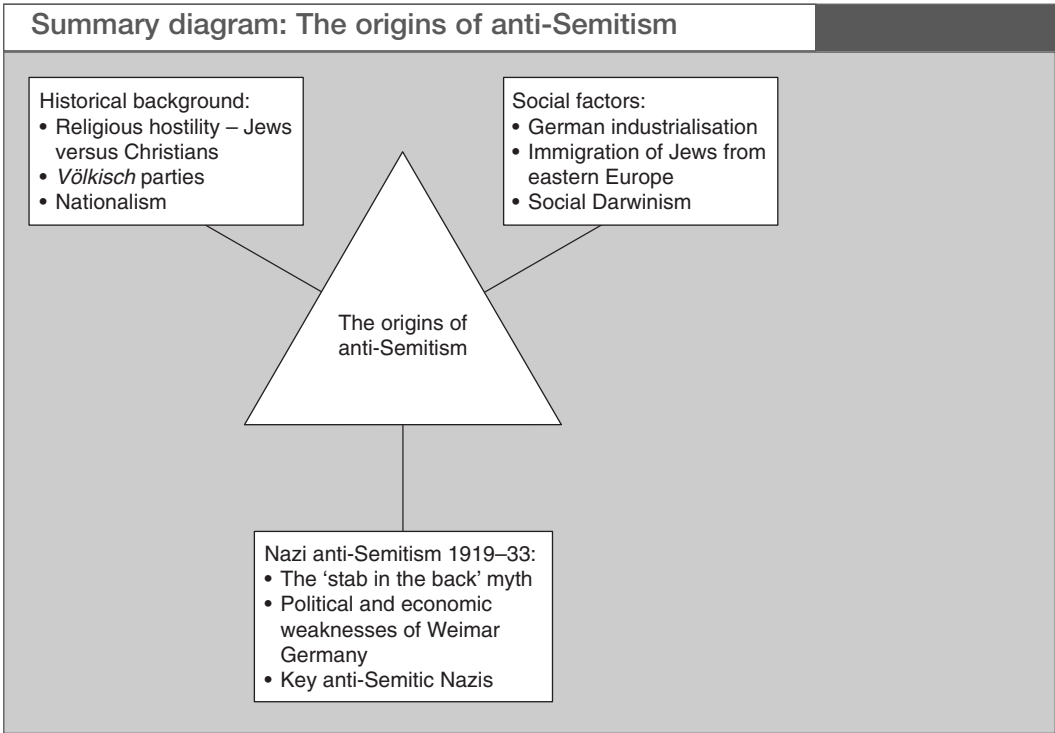 Summary diagram: The origins of anti-Semitism
Historical background:
• Religious hostility – Jews
versus Christians
• Völkisch parties
• Nationalism
Social factors:
• German industrialisation
• Immigration of Jews from
eastern Europe
• Social Darwinism
The origins of
anti-Semitism
Nazi anti-Semitism 1919–33:
• The ‘stab in the back’ myth
• Political and economic
weaknesses of Weimar
Germany
• Key anti-Semitic Nazis